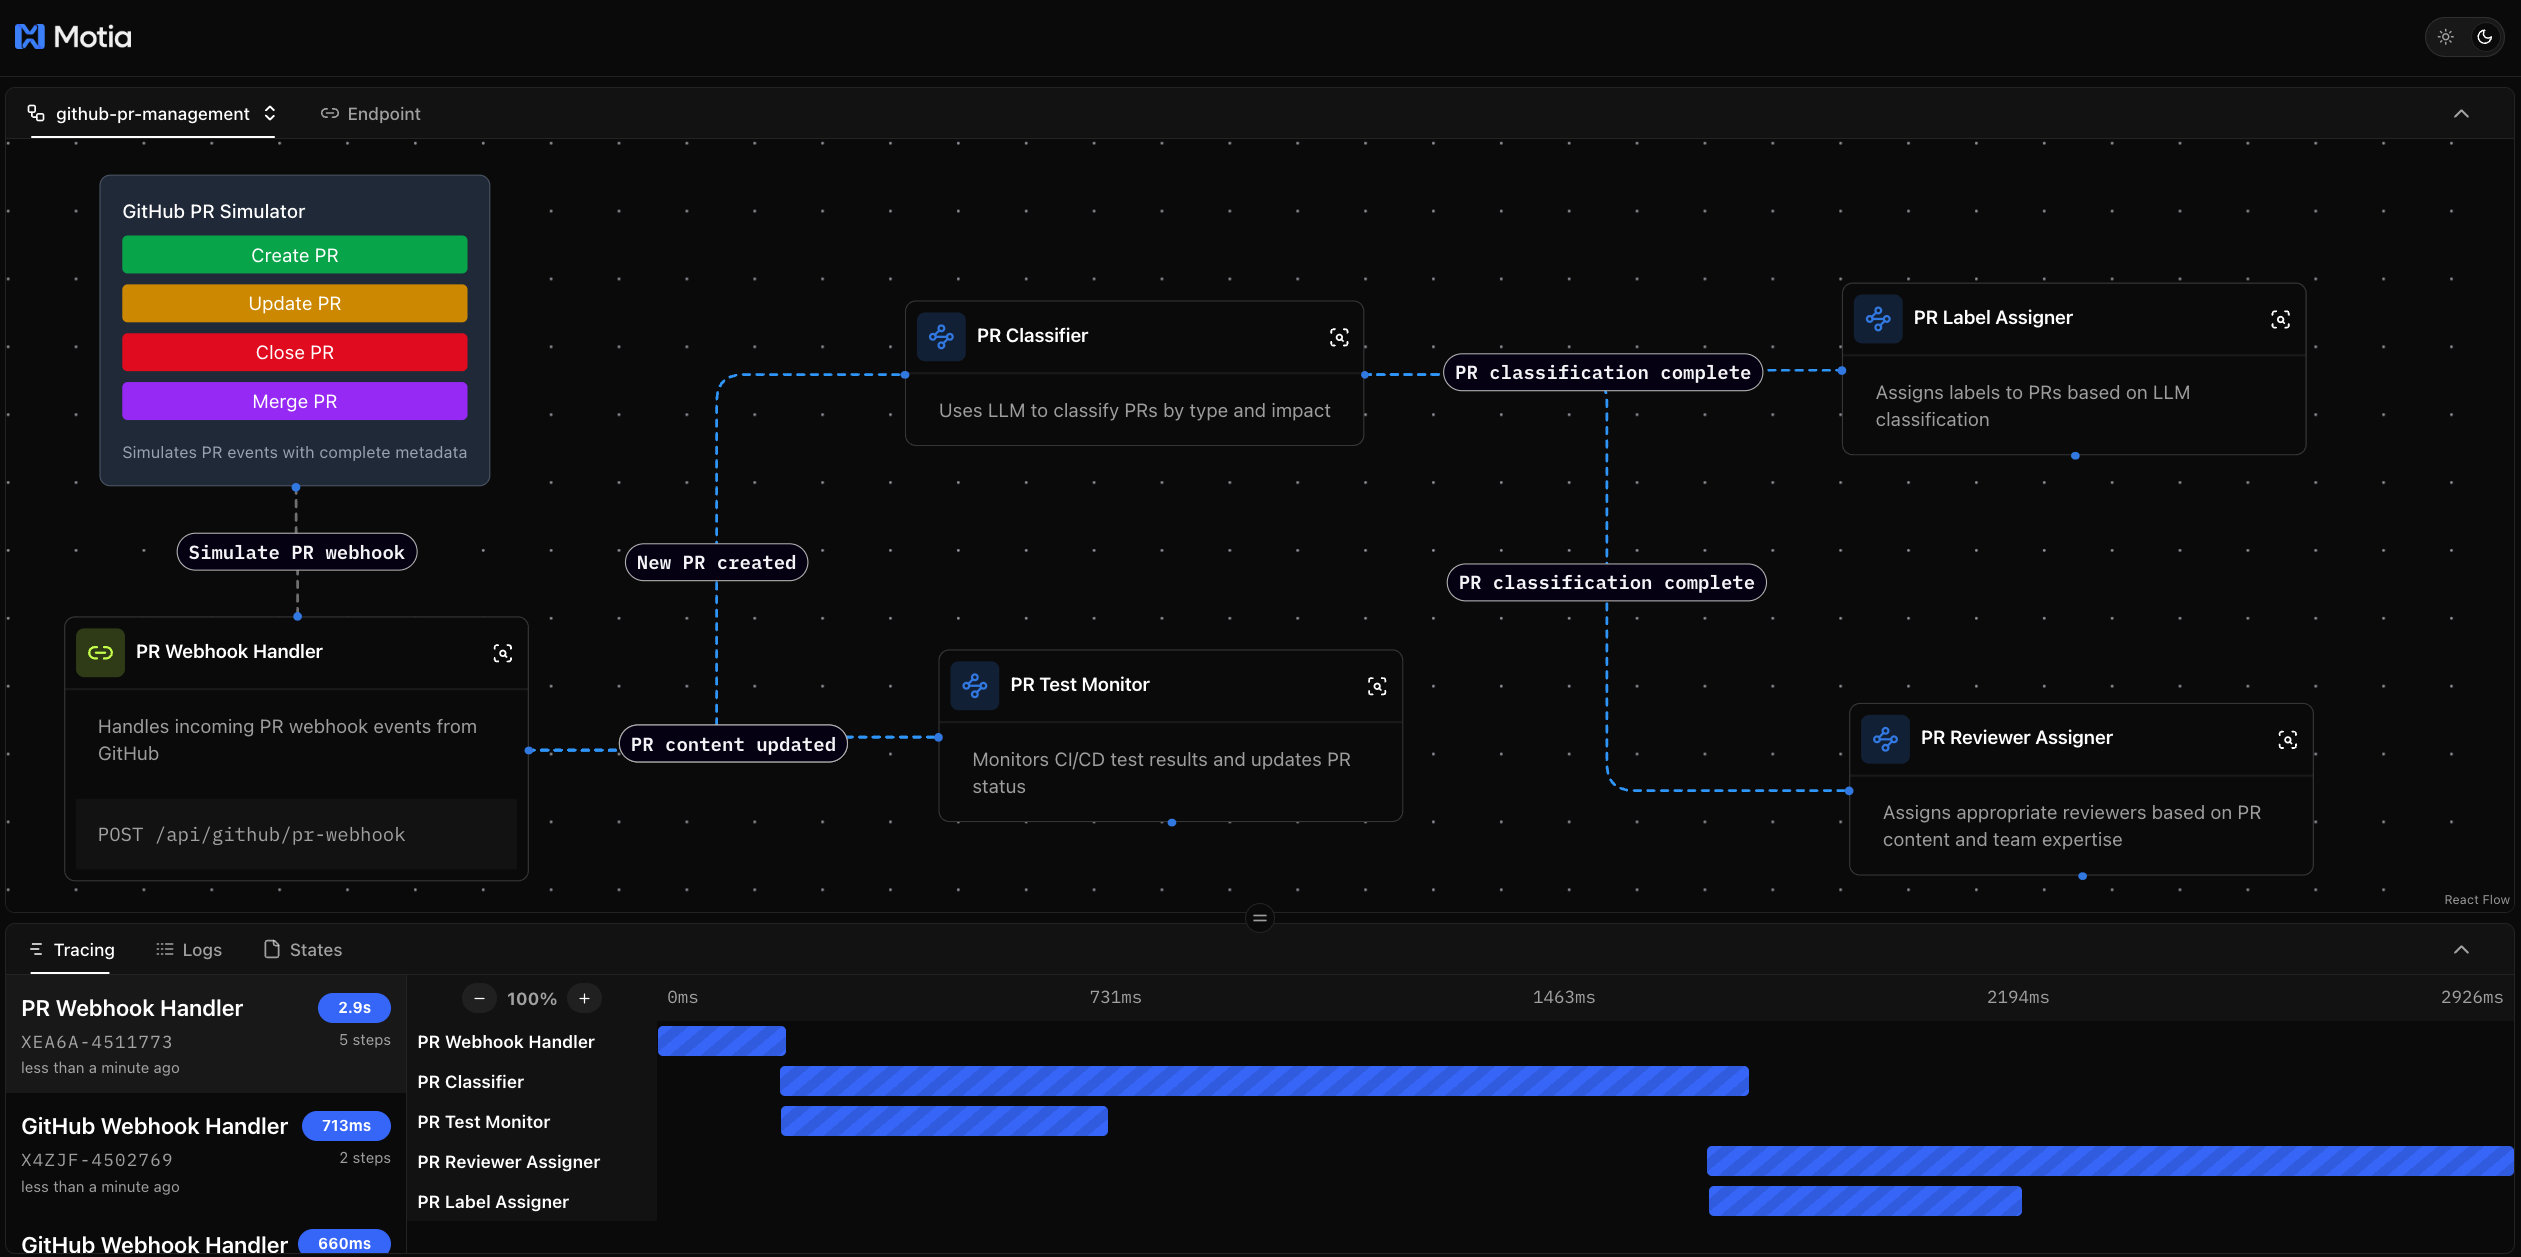 Motia
github-pr-management
Endpoint
GitHub PR Simulator
Create PR
Update PR
Close PR
Merge PR
Simulates PR events with complete metadata
Simulate PR webhook
PR Webhook Handler
Handles incoming PR webhook events from
GitHub
POST /api/github/pr-webhook
New PR created
PR content updated
PR Classifier
Uses LLM to classify PRs by type and impact
PR Test Monitor
Monitors CI/CD test results and updates PR
status
PR classification complete
PR classification complete
PR Label Assigner
Assigns labels to PRs based on LLM
classification
PR Reviewer Assigner
Assigns appropriate reviewers based on PR
content and team expertise
React Flow
Tracing
Logs
States
PR Webhook Handler
2.9s
XEA6A-4511773
5 steps
less than a minute ago
GitHub Webhook Handler
713ms
X4ZJF-4502769
2 steps
less than a minute ago
GitHub Webhook Handler
660ms
− 100% +
0ms
731ms
1463ms
2194ms
2926ms
PR Webhook Handler
PR Classifier
PR Test Monitor
PR Reviewer Assigner
PR Label Assigner